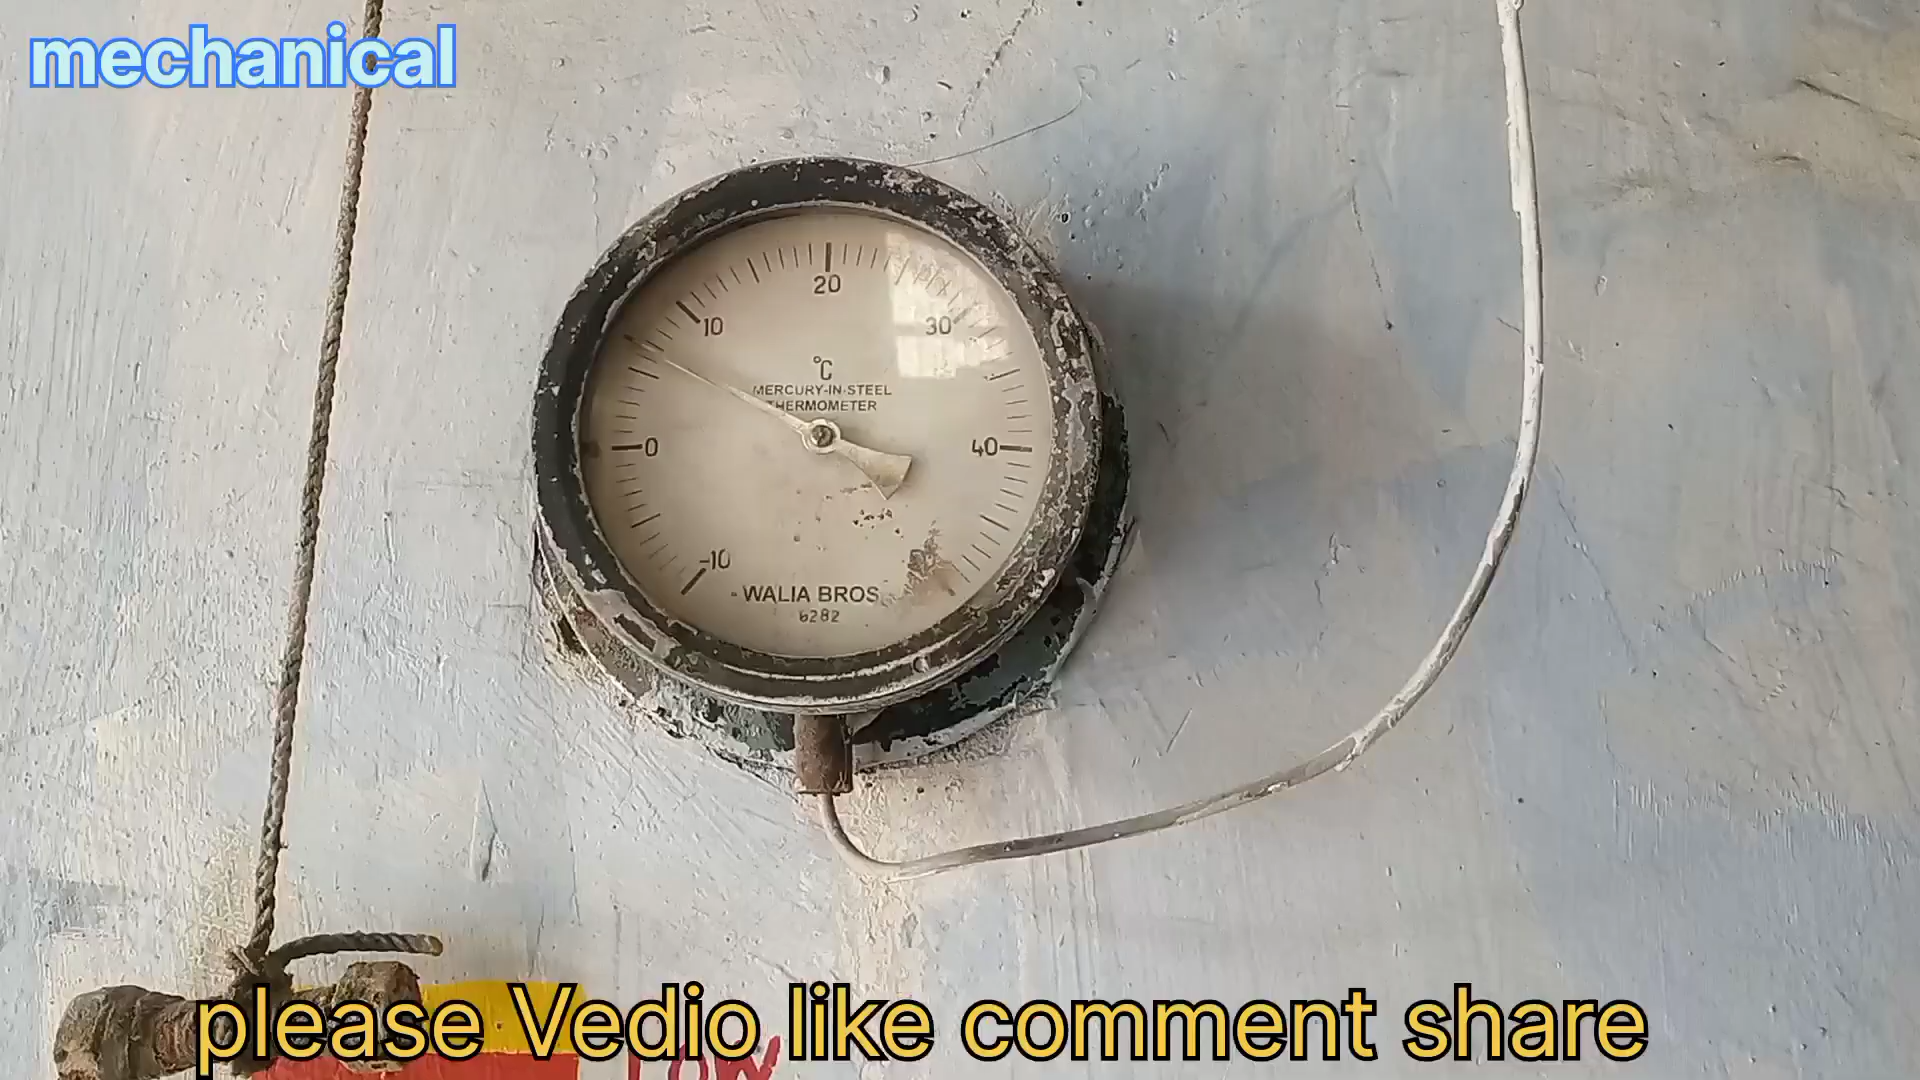 mechanical
20
10
30
°C
MERCURY-IN-STEEL
THERMOMETER
0
40
-10
WALIA BROS
6282
please Vedio like comment share
LOW